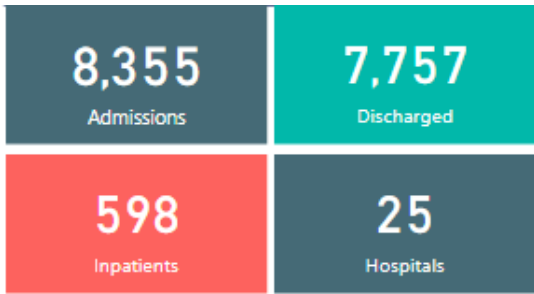 8,355
Admissions
7,757
Discharged
598
Inpatients
25
Hospitals